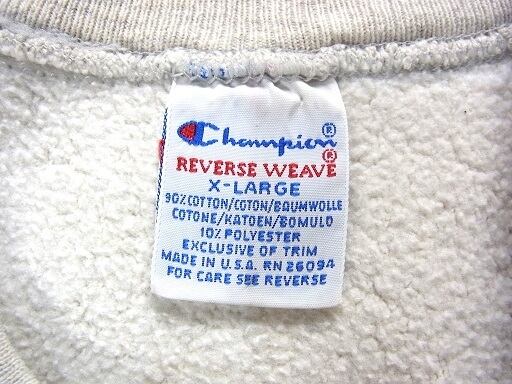 Champion®
REVERSE WEAVE®
X-LARGE
90% COTTON/COTON/BAUMWOLLE
COTONE/KATOEN/BOMULD
10% POLYESTER
EXCLUSIVE OF TRIM
MADE IN U.S.A. RN 26094
FOR CARE SEE REVERSE